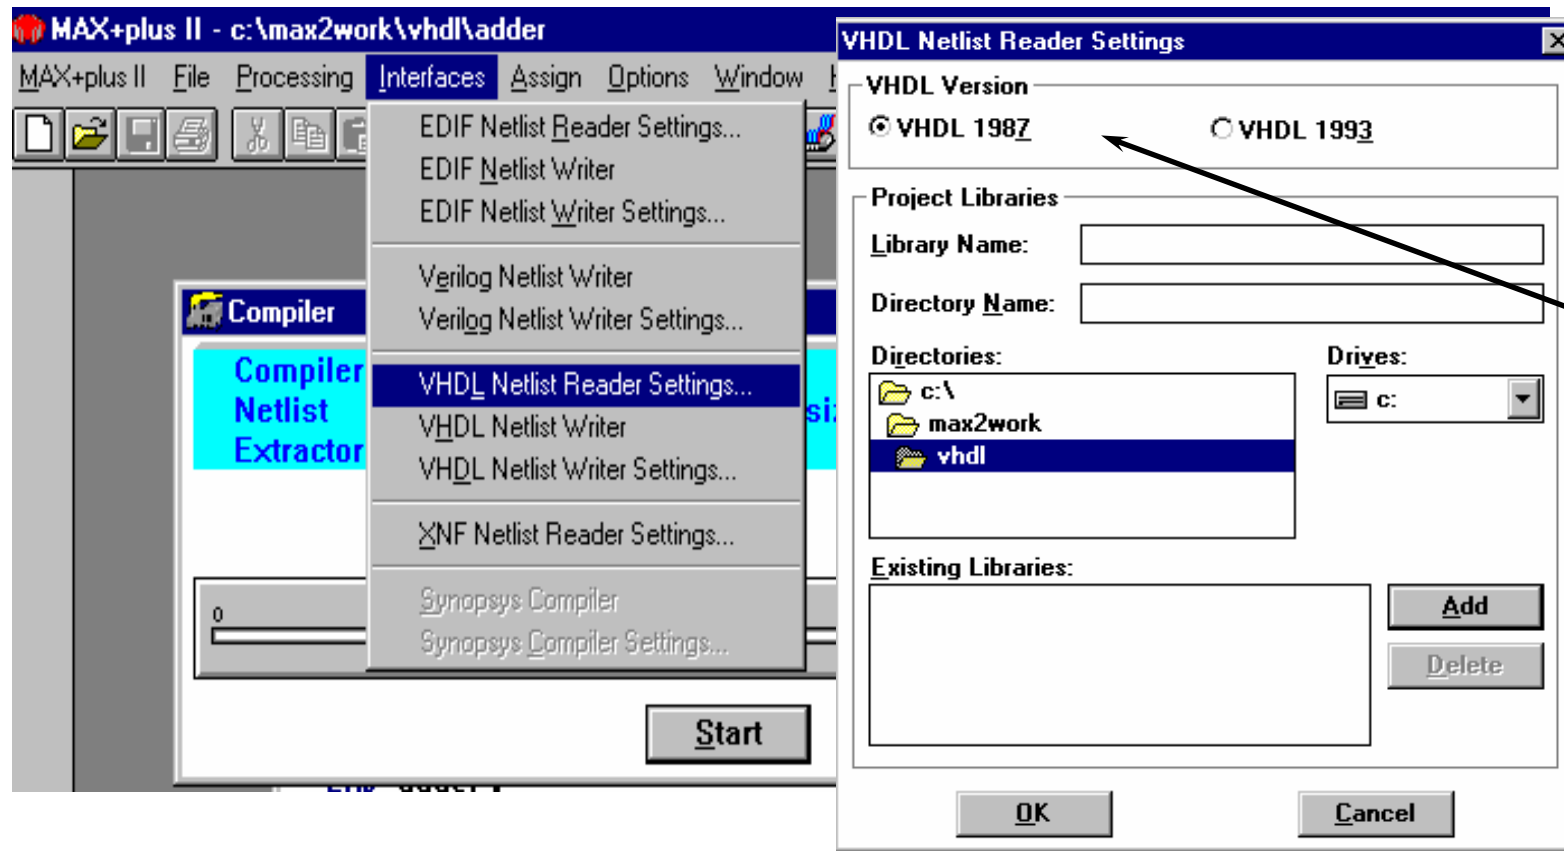 MAX+plus II - c:\max2work\vhdl\adder
MAX+plus II File Processing Interfaces Assign Options Window
EDIF Netlist Reader Settings...
EDIF Netlist Writer
EDIF Netlist Writer Settings...
Verilog Netlist Writer
Verilog Netlist Writer Settings...
VHDL Netlist Reader Settings...
VHDL Netlist Writer
VHDL Netlist Writer Settings...
XNF Netlist Reader Settings...
Synopsys Compiler
Synopsys Compiler Settings...
Compiler
Compiler
Netlist
Extractor
0
Start
VHDL Netlist Reader Settings
VHDL Version
VHDL 1987 VHDL 1993
Project Libraries
Library Name:
Directory Name:
Directories: Drives:
c:\ c:
max2work
vhdl
Existing Libraries:
Add
Delete
OK Cancel